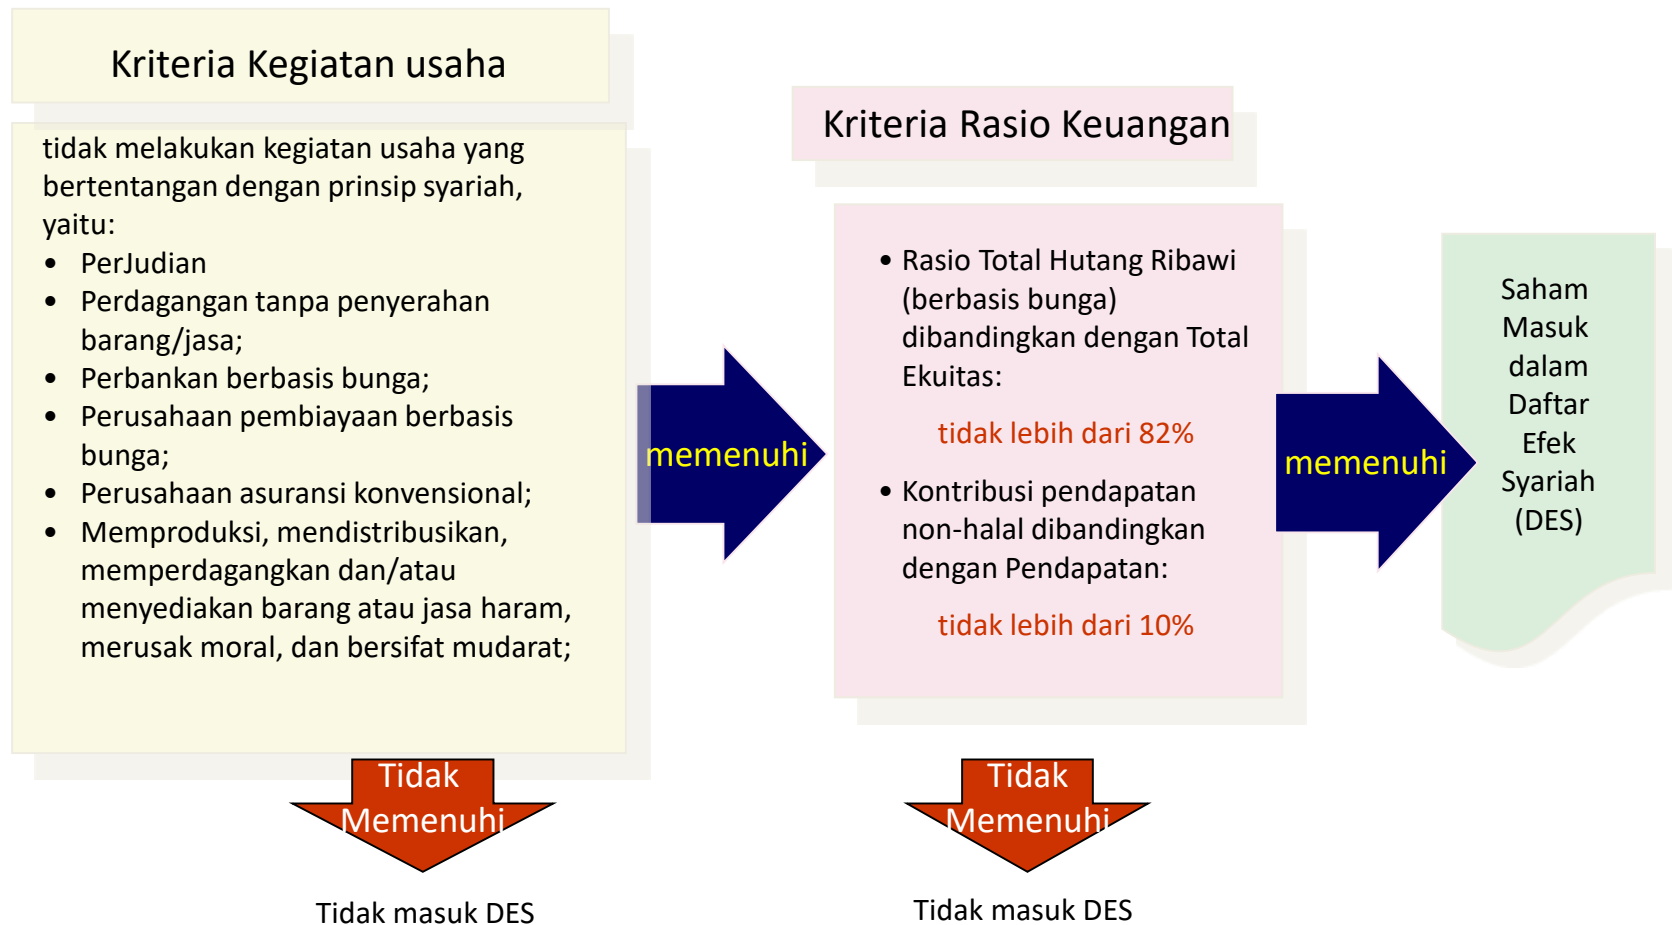 Kriteria Kegiatan usaha
tidak melakukan kegiatan usaha yang
bertentangan dengan prinsip syariah,
yaitu:
• PerJudian
• Perdagangan tanpa penyerahan
barang/jasa;
• Perbankan berbasis bunga;
• Perusahaan pembiayaan berbasis
bunga;
• Perusahaan asuransi konvensional;
• Memproduksi, mendistribusikan,
memperdagangkan dan/atau
menyediakan barang atau jasa haram,
merusak moral, dan bersifat mudarat;
Tidak
Memenuhi
Tidak masuk DES
memenuhi
Kriteria Rasio Keuangan
• Rasio Total Hutang Ribawi
(berbasis bunga)
dibandingkan dengan Total
Ekuitas:
tidak lebih dari 82%
• Kontribusi pendapatan
non-halal dibandingkan
dengan Pendapatan:
tidak lebih dari 10%
Tidak
Memenuhi
Tidak masuk DES
memenuhi
Saham
Masuk
dalam
Daftar
Efek
Syariah
(DES)